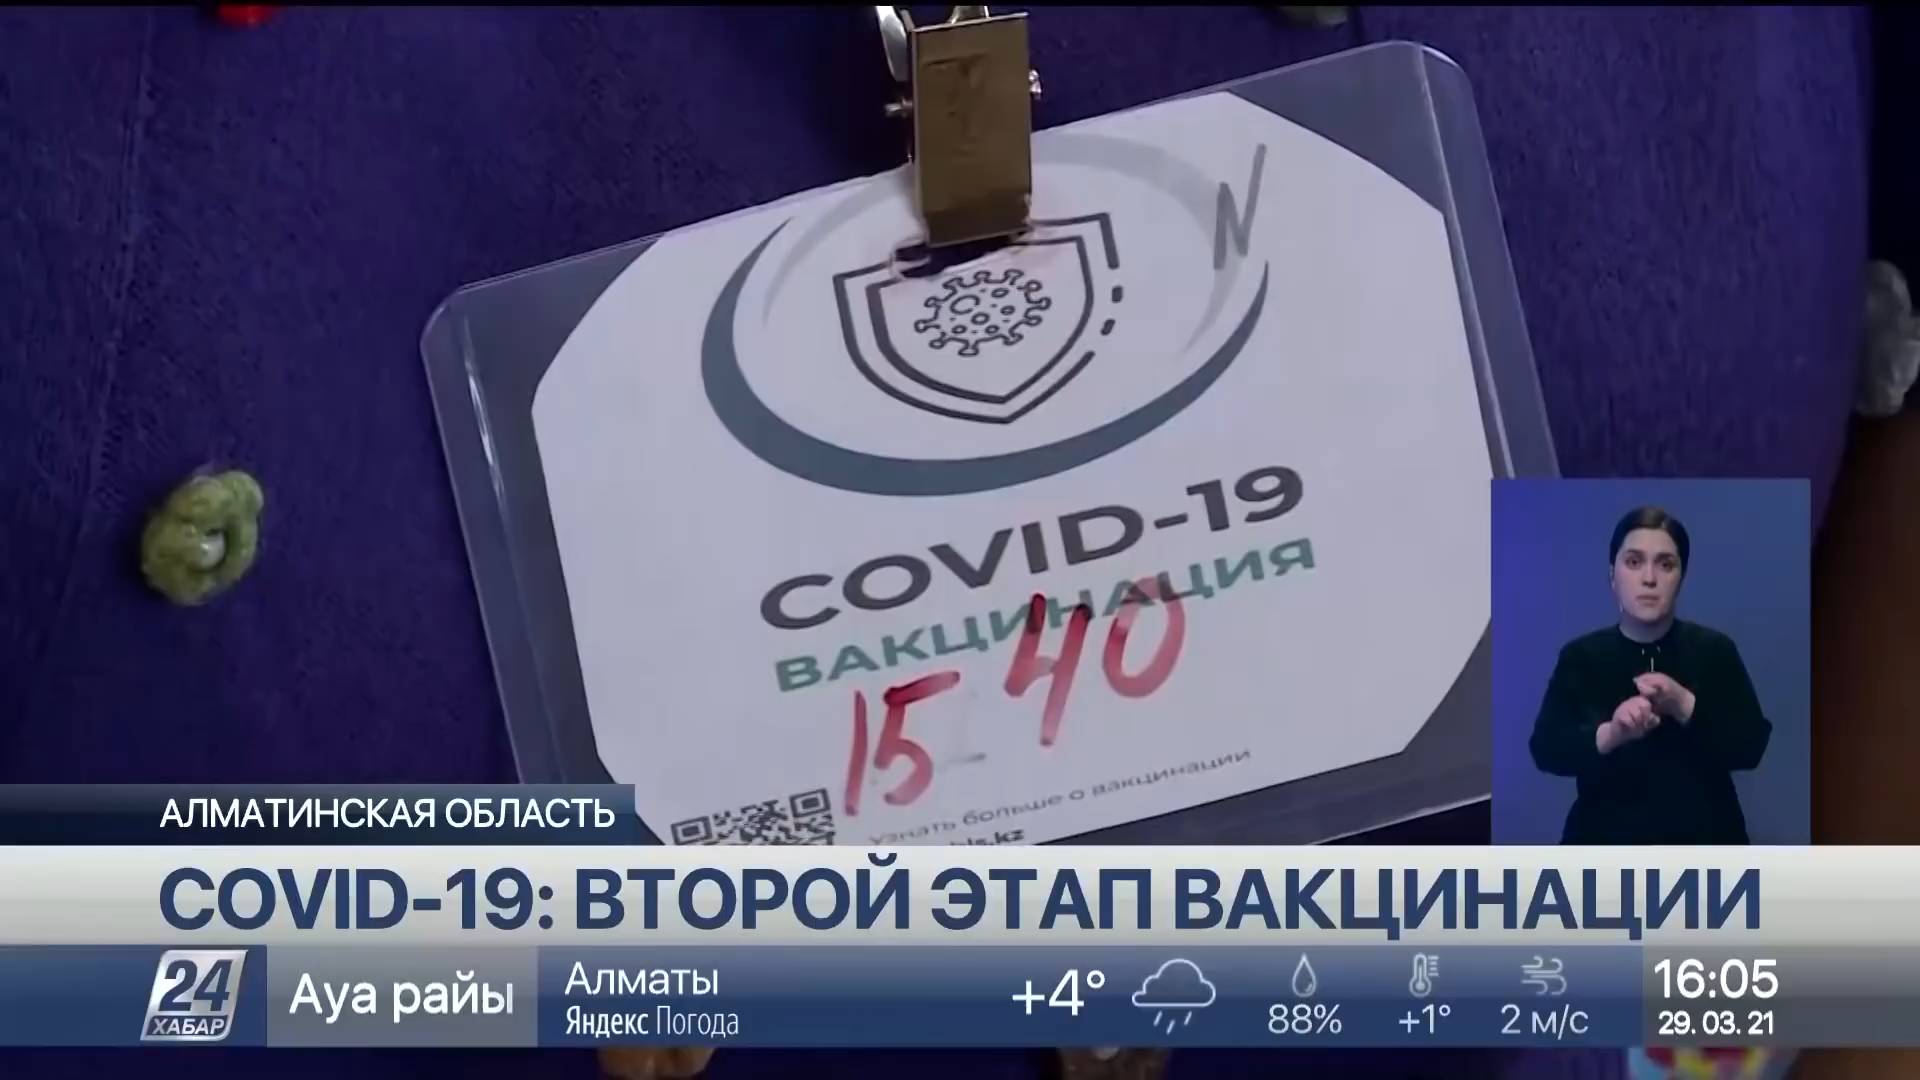 N
COVID-19
ВАКЦИНАЦИЯ
15 40
Узнать больше о вакцинации
АЛМАТИНСКАЯ ОБЛАСТЬ
COVID-19: ВТОРОЙ ЭТАП ВАКЦИНАЦИИ
24
ХАБАР
Ауа райы
Алматы
Яндекс Погода
+4°
88%
+1°
2 м/с
16:05
29. 03. 21